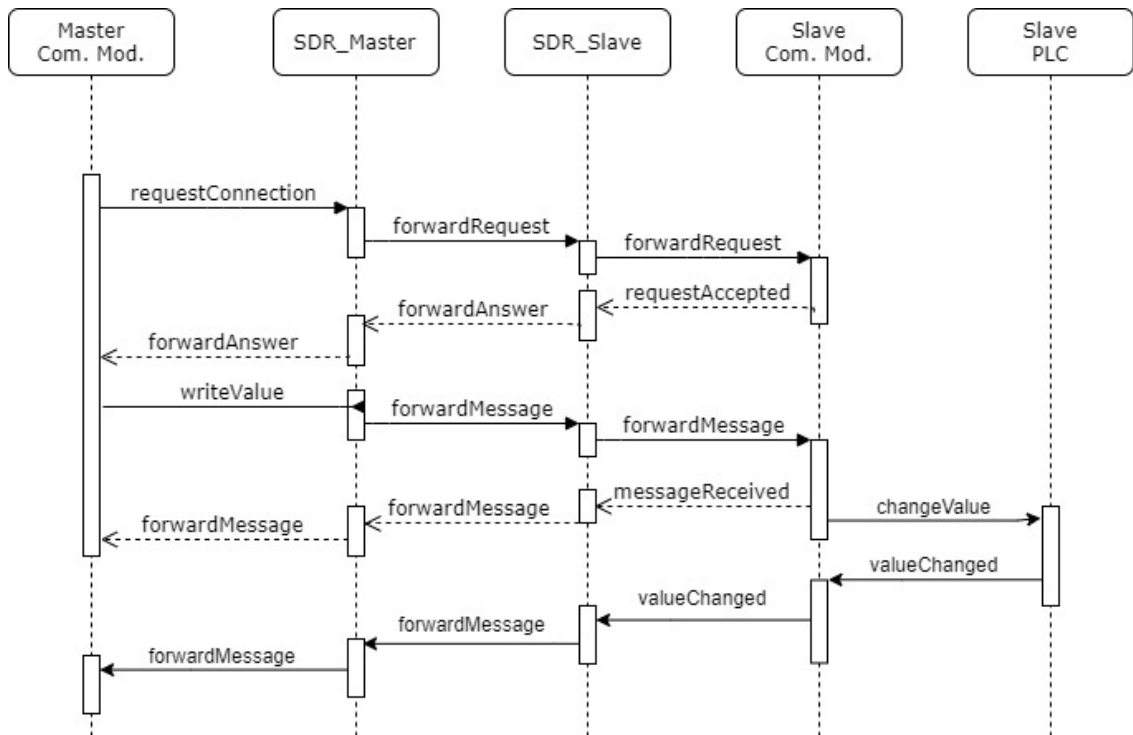 Master
Com. Mod.
SDR_Master
SDR_Slave
Slave
Com. Mod.
Slave
PLC
requestConnection
forwardRequest
forwardRequest
requestAccepted
forwardAnswer
forwardAnswer
writeValue
forwardMessage
forwardMessage
messageReceived
forwardMessage
forwardMessage
changeValue
valueChanged
valueChanged
forwardMessage
forwardMessage